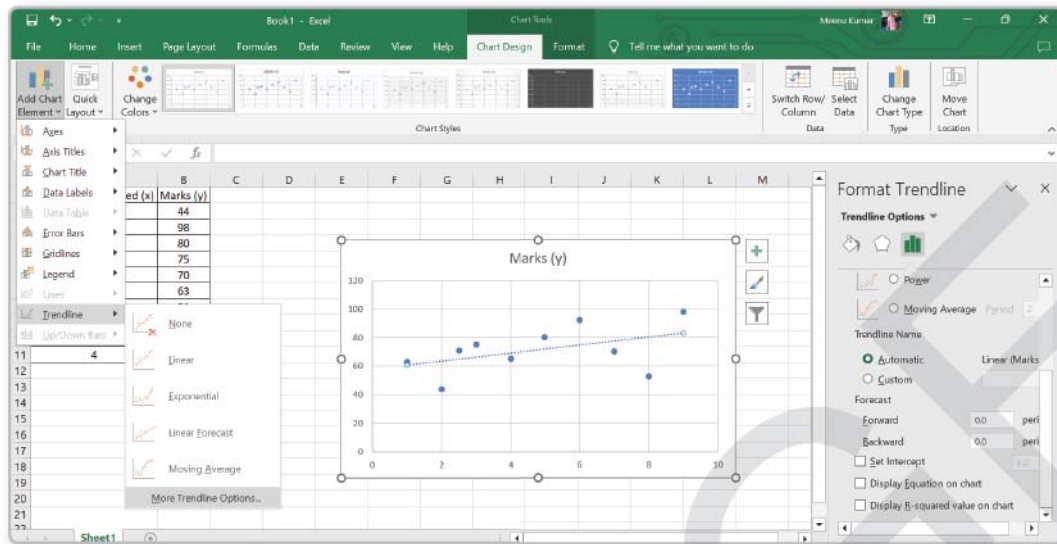 Book1 - Excel
Chart Tools
Meenu Kumar
File Home Insert Page Layout Formulas Data Review View Help Chart Design Format Tell me what you want to do
Add Chart Element
Quick Layout
Change Colors
Chart Styles
Switch Row/ Column
Select Data
Data
Change Chart Type
Type
Move Chart
Location
Axes
Axis Titles
Chart Title
Data Labels
Data Table
Error Bars
Gridlines
Legend
Lines
Trendline
Up/Down Bars
fx
B C D E F G H I J K L M
ed (x) Marks (y)
44
98
80
75
70
63
11 4
12
13
14
15
16
17
18
19
20
21
22
None
Linear
Exponential
Linear Forecast
Moving Average
More Trendline Options...
Marks (y)
120
100
80
60
40
20
0
0 2 4 6 8 10
Format Trendline
Trendline Options
Power
Moving Average Period 2
Trendline Name
Automatic Linear (Marks
Custom
Forecast
Forward 0.0 peri
Backward 0.0 peri
Set Intercept 0.0
Display Equation on chart
Display R-squared value on chart
Sheet1